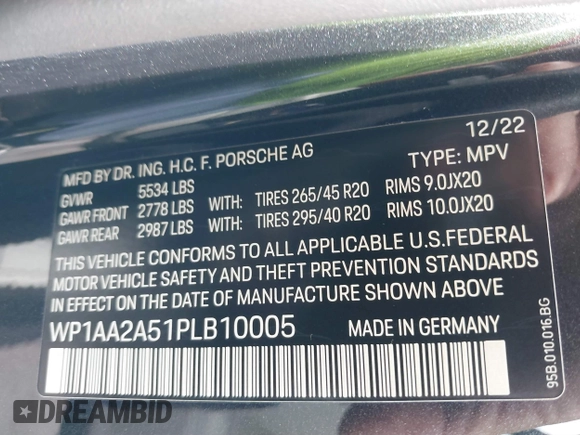 12/22
MFD BY DR. ING. H.C. F. PORSCHE AG TYPE: MPV
GVWR 5534 LBS
GAWR FRONT 2778 LBS WITH: TIRES 265/45 R20 RIMS 9.0JX20
GAWR REAR 2987 LBS WITH: TIRES 295/40 R20 RIMS 10.0JX20
THIS VEHICLE CONFORMS TO ALL APPLICABLE U.S.FEDERAL
MOTOR VEHICLE SAFETY AND THEFT PREVENTION STANDARDS
IN EFFECT ON THE DATE OF MANUFACTURE SHOWN ABOVE.
WP1AA2A51PLB10005 MADE IN GERMANY
95B.010.016.BG
DREAMBID